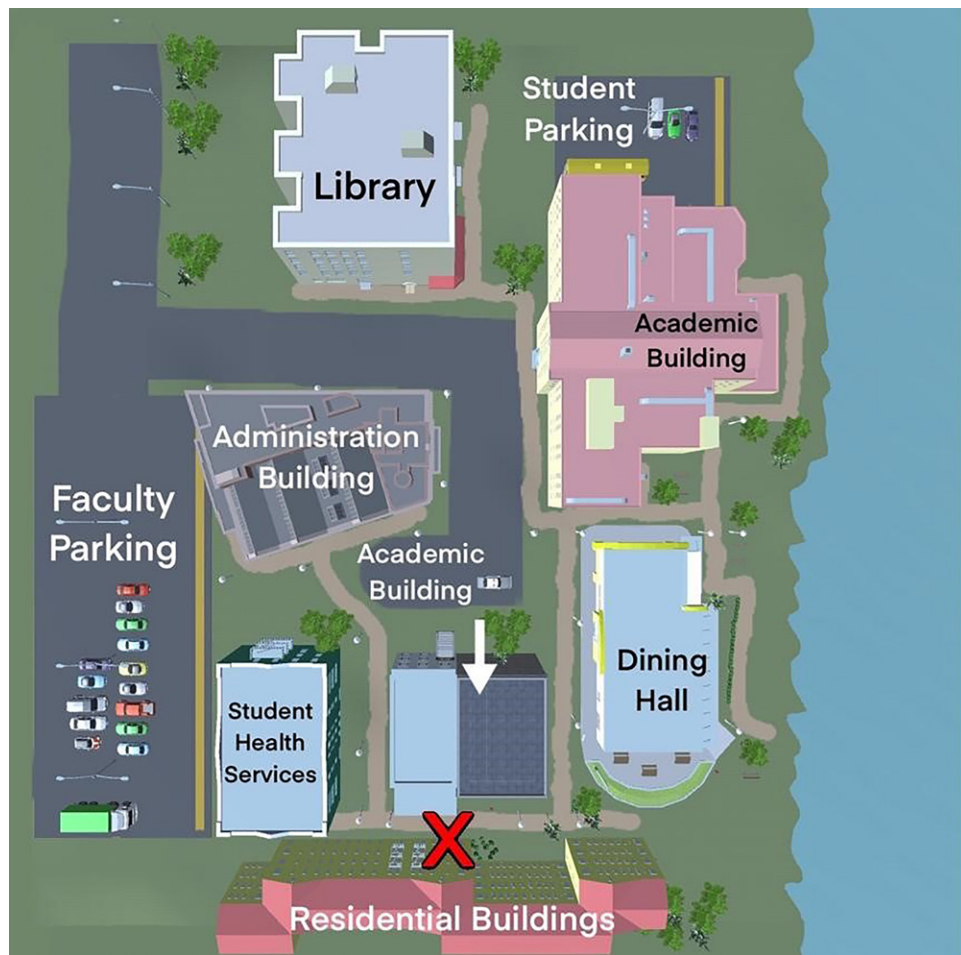 Student
Parking
Library
Academic
Building
Administration
Building
Faculty
Parking
Academic
Building
Dining
Hall
Student
Health
Services
X
Residential Buildings